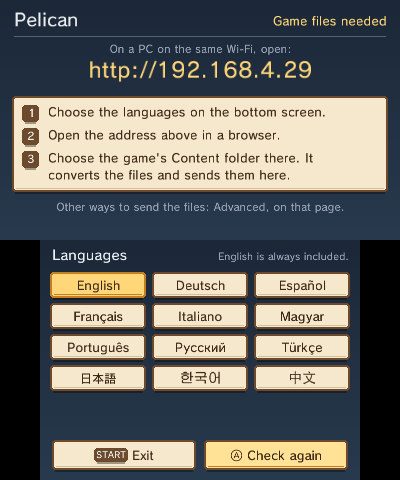 Pelican
Game files needed
On a PC on the same Wi-Fi, open:
http://192.168.4.29
1 Choose the languages on the bottom screen.
2 Open the address above in a browser.
3 Choose the game's Content folder there. It
converts the files and sends them here.
Other ways to send the files: Advanced, on that page.
Languages
English is always included.
English
Deutsch
Español
Français
Italiano
Magyar
Português
Русский
Türkçe
日本語
한국어
中文
START Exit
Ⓐ Check again